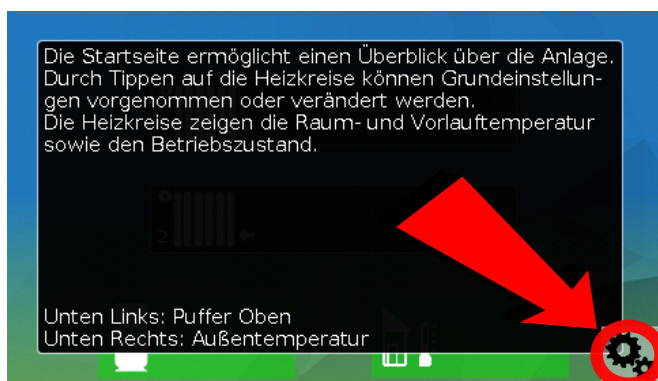 Die Startseite ermöglicht einen Überblick über die Anlage.
Durch Tippen auf die Heizkreise können Grundeinstellun-
gen vorgenommen oder verändert werden.
Die Heizkreise zeigen die Raum- und Vorlauftemperatur
sowie den Betriebszustand.
2
Unten Links: Puffer Oben
Unten Rechts: Außentemperatur